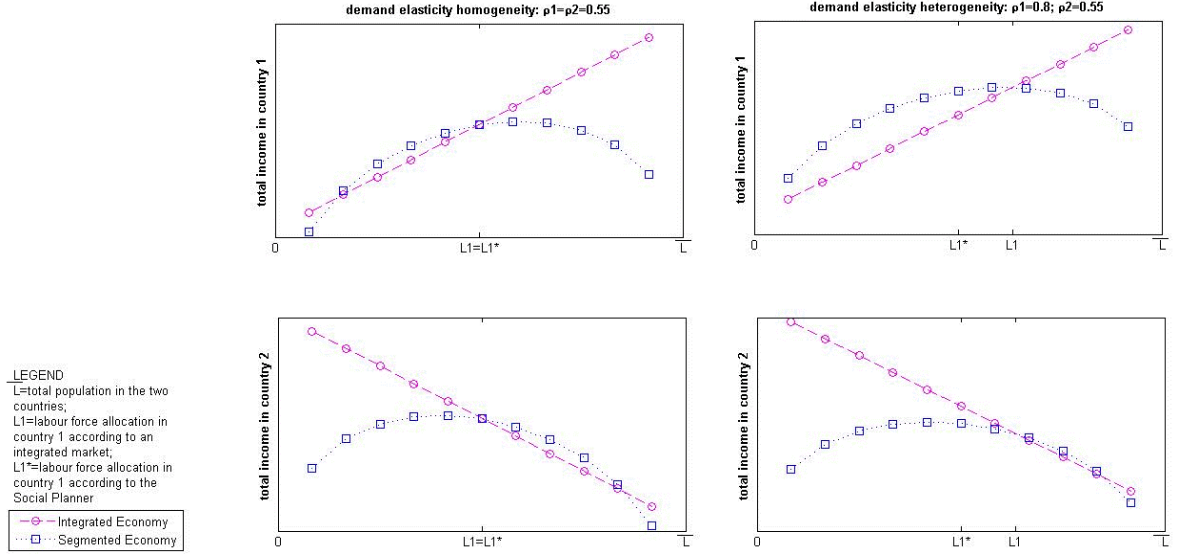 demand elasticity homogeneity: ρ1=ρ2=0.55
total income in country 1
0
L1=L1*
L
demand elasticity heterogeneity: ρ1=0.8; ρ2=0.55
total income in country 1
0
L1*
L1
L
total income in country 2
0
L1=L1*
L
total income in country 2
0
L1*
L1
L
LEGEND
L=total population in the two
countries;
L1=labour force allocation in
country 1 according to an
integrated market;
L1*=labour force allocation in
country 1 according to the
Social Planner
Integrated Economy
Segmented Economy